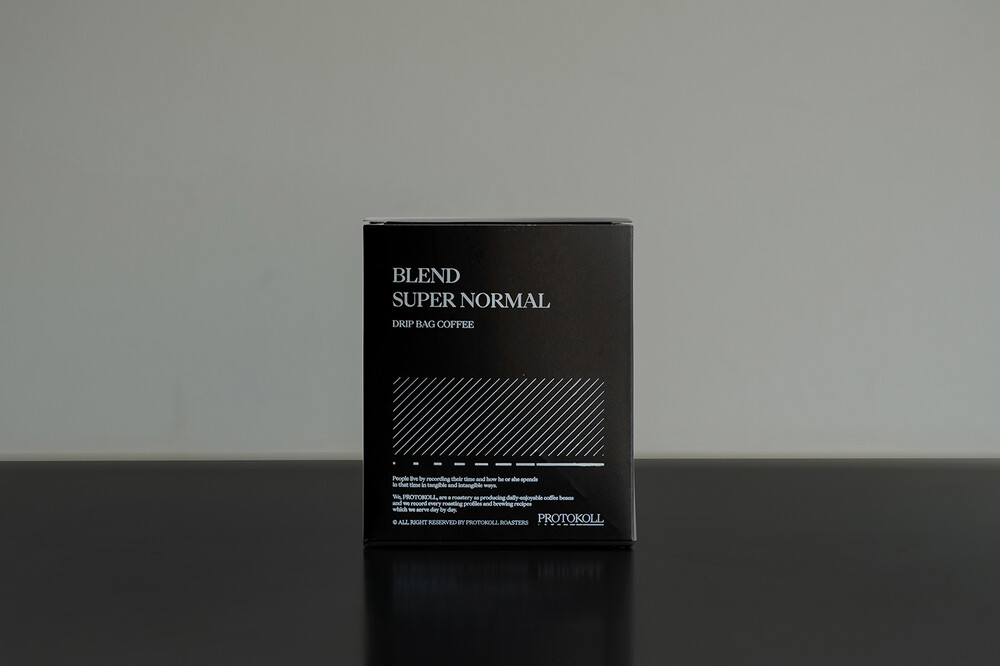 BLEND
SUPER NORMAL
DRIP BAG COFFEE
People live by recording their time and how he or she spends
in that time in tangible and intangible ways.
We, PROTOKOLL, are a roastery as producing daily-enjoyable coffee beans
and we record every roasting profiles and brewing recipes
which we serve day by day.
© ALL RIGHT RESERVED BY PROTOKOLL ROASTERS
PROTOKOLL